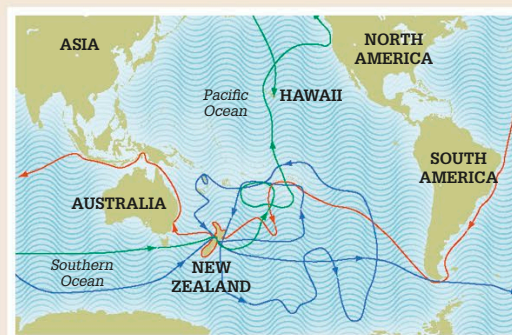 ASIA
NORTH
AMERICA
Pacific
Ocean
HAWAII
SOUTH
AMERICA
AUSTRALIA
Southern
Ocean
NEW
ZEALAND